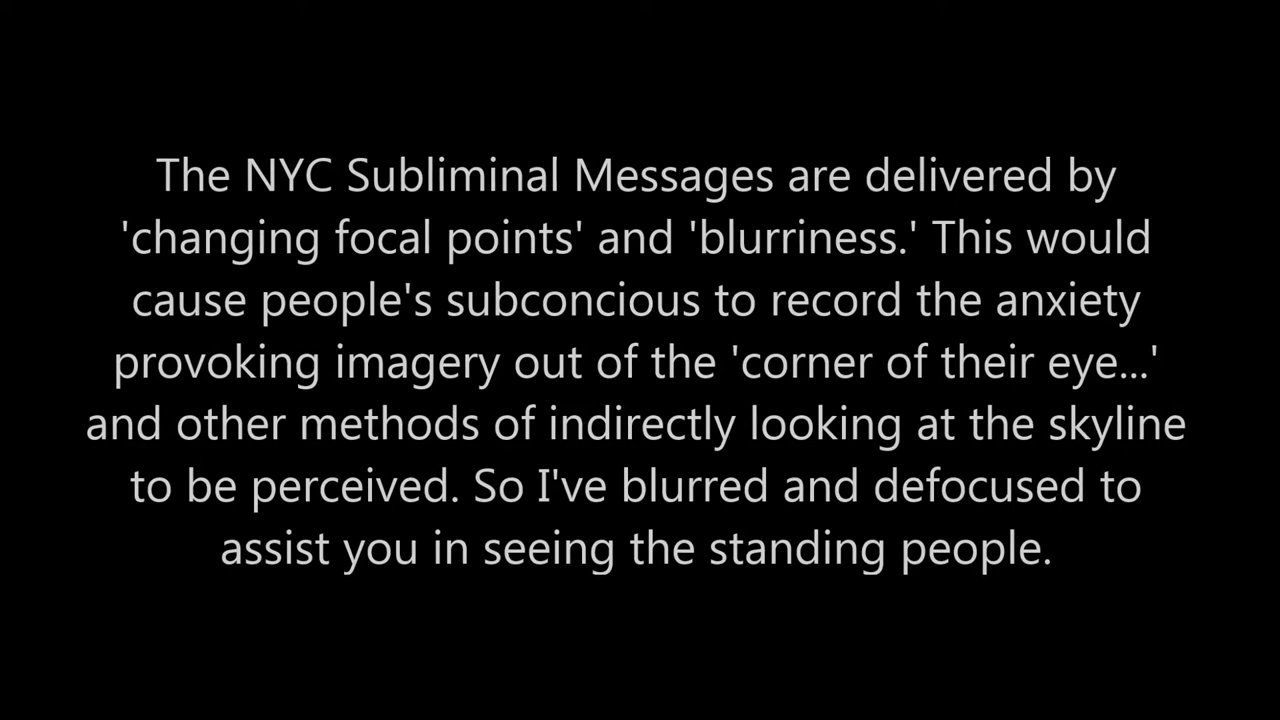 The NYC Subliminal Messages are delivered by
'changing focal points' and 'blurriness.' This would
cause people's subconcious to record the anxiety
provoking imagery out of the 'corner of their eye...'
and other methods of indirectly looking at the skyline
to be perceived. So I've blurred and defocused to
assist you in seeing the standing people.